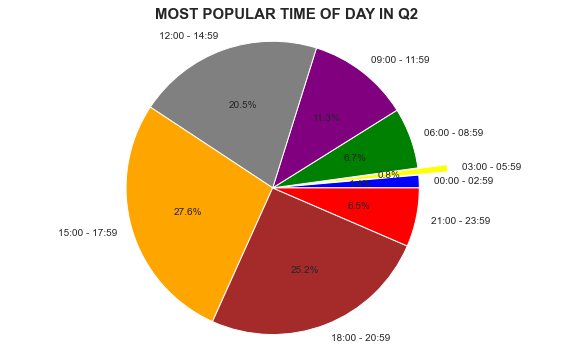 MOST POPULAR TIME OF DAY IN Q2
12:00 - 14:59
09:00 - 11:59
20.5%
11.3%
06:00 - 08:59
6.7%
03:00 - 05:59
0.8%
00:00 - 02:59
6.5%
27.6%
21:00 - 23:59
15:00 - 17:59
25.2%
18:00 - 20:59